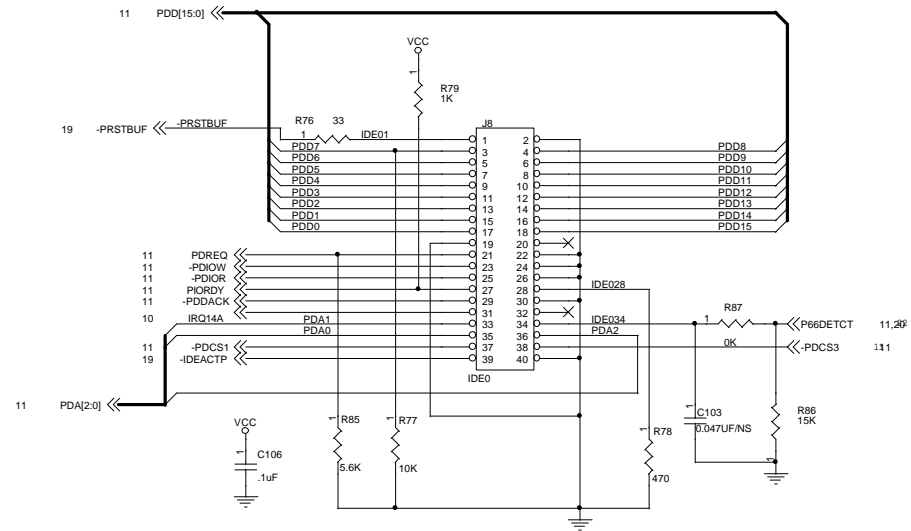 11 PDD[15:0]
VCC
R79
1K
J8
R76 33
19 -PRSTBUF -PRSTBUF
IDE01
1 2
PDD7 3 4 PDD8
PDD6 5 6 PDD9
PDD5 7 8 PDD10
PDD4 9 10 PDD11
PDD3 11 12 PDD12
PDD2 13 14 PDD13
PDD1 15 16 PDD14
PDD0 17 18 PDD15
19 20
11 PDREQ 21 22
11 -PDIOW 23 24
11 -PDIOR 25 26
11 PIORDY 27 28 IDE028
11 -PDDACK 29 30
31 32
10 IRQ14A PDA1 33 34 IDE034
PDA0 35 36 PDA2
11 -PDCS1 37 38
19 -IDEACTP 39 40
IDE0
R87
1
0K
P66DETCT
-PDCS3
11 PDA[2:0]
VCC
1
C106
.1uF
1
R85
5.6K
1
R77
10K
1
R78
470
1
C103
0.047UF/NS
R86
15K
1